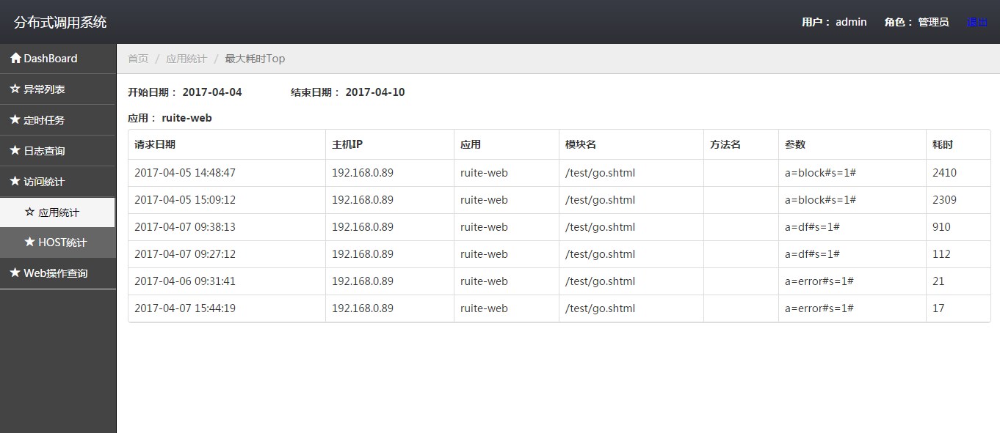 分布式调用系统
用户： admin 角色： 管理员 退出
DashBoard
异常列表
定时任务
日志查询
访问统计
应用统计
HOST统计
Web操作查询
首页 / 应用统计 / 最大耗时Top
开始日期： 2017-04-04 结束日期： 2017-04-10
应用： ruite-web
请求日期 主机IP 应用 模块名 方法名 参数 耗时
2017-04-05 14:48:47 192.168.0.89 ruite-web /test/go.shtml a=block#s=1# 2410
2017-04-05 15:09:12 192.168.0.89 ruite-web /test/go.shtml a=block#s=1# 2309
2017-04-07 09:38:13 192.168.0.89 ruite-web /test/go.shtml a=df#s=1# 910
2017-04-07 09:27:12 192.168.0.89 ruite-web /test/go.shtml a=df#s=1# 112
2017-04-06 09:31:41 192.168.0.89 ruite-web /test/go.shtml a=error#s=1# 21
2017-04-07 15:44:19 192.168.0.89 ruite-web /test/go.shtml a=error#s=1# 17